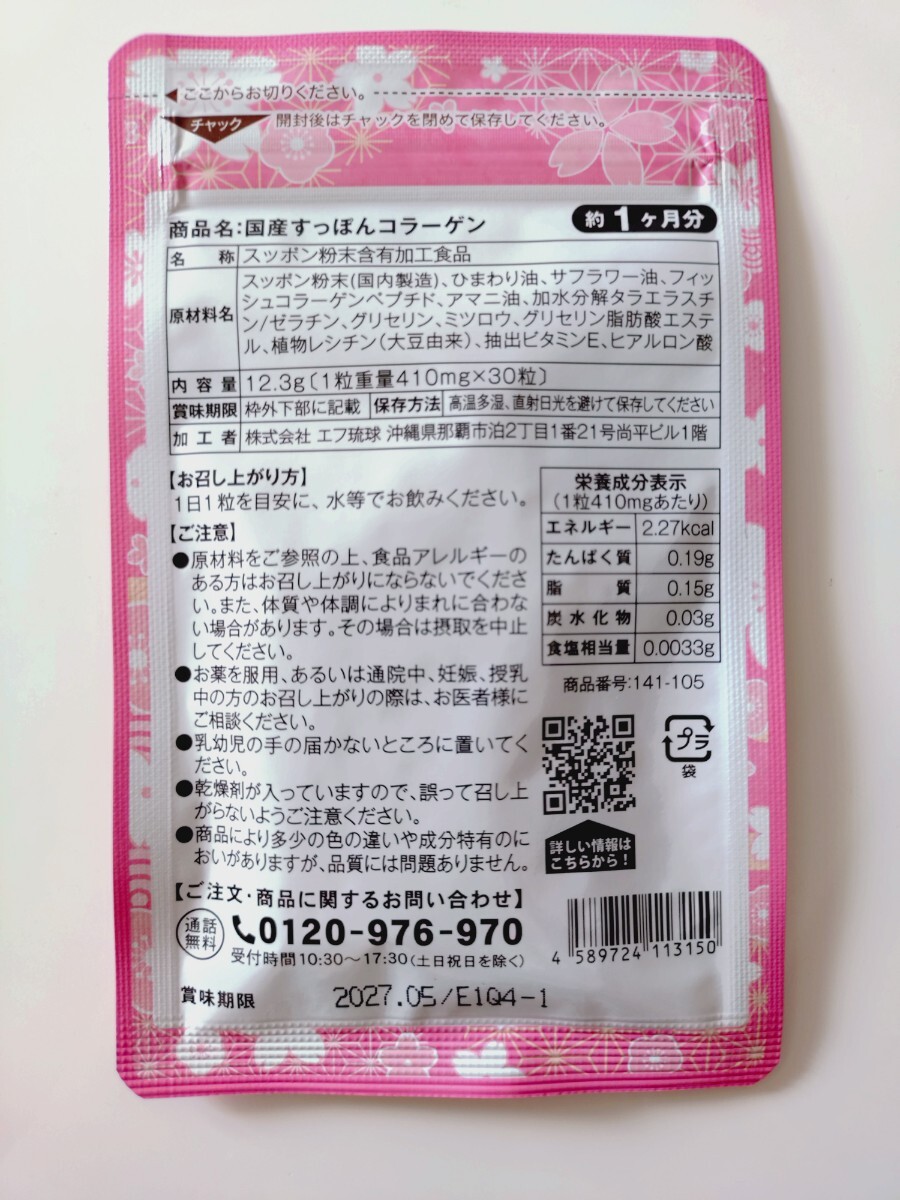 ここからお切りください。
チャック 開封後はチャックを閉めて保存してください。
商品名:国産すっぽんコラーゲン 約1ヶ月分
名称 スッポン粉末含有加工食品
原材料名 スッポン粉末(国内製造)、ひまわり油、サフラワー油、フィッ
シュコラーゲンペプチド、アマニ油、加水分解タラエラスチ
ン/ゼラチン、グリセリン、ミツロウ、グリセリン脂肪酸エステ
ル、植物レシチン(大豆由来)、抽出ビタミンE、ヒアルロン酸
内容量 12.3g〔1粒重量410mg×30粒〕
賞味期限 枠外下部に記載 保存方法 高温多湿、直射日光を避けて保存してください
加工者 株式会社 エフ琉球 沖縄県那覇市泊2丁目1番21号尚平ビル1階
【お召し上がり方】
1日1粒を目安に、水等でお飲みください。
【ご注意】
●原材料をご参照の上、食品アレルギーの
ある方はお召し上がりにならないでくださ
い。また、体質や体調によりまれに合わな
い場合があります。その場合は摂取を中止
してください。
●お薬を服用、あるいは通院中、妊娠、授乳
中の方のお召し上がりの際は、お医者様に
ご相談ください。
●乳幼児の手の届かないところに置いてく
ださい。
●乾燥剤が入っていますので、誤って召し上
がらないようご注意ください。
●商品により多少の色の違いや成分特有のに
おいがありますが、品質には問題ありません。
栄養成分表示
(1粒410mgあたり)
エネルギー 2.27kcal
たんぱく質 0.19g
脂質 0.15g
炭水化物 0.03g
食塩相当量 0.0033g
商品番号:141-105
プラ
袋
詳しい情報は
こちらから!
【ご注文・商品に関するお問い合わせ】
通話
無料
0120-976-970
受付時間10:30~17:30(土日祝日を除く)
4 589724 113150
賞味期限 2027.05/E1Q4-1